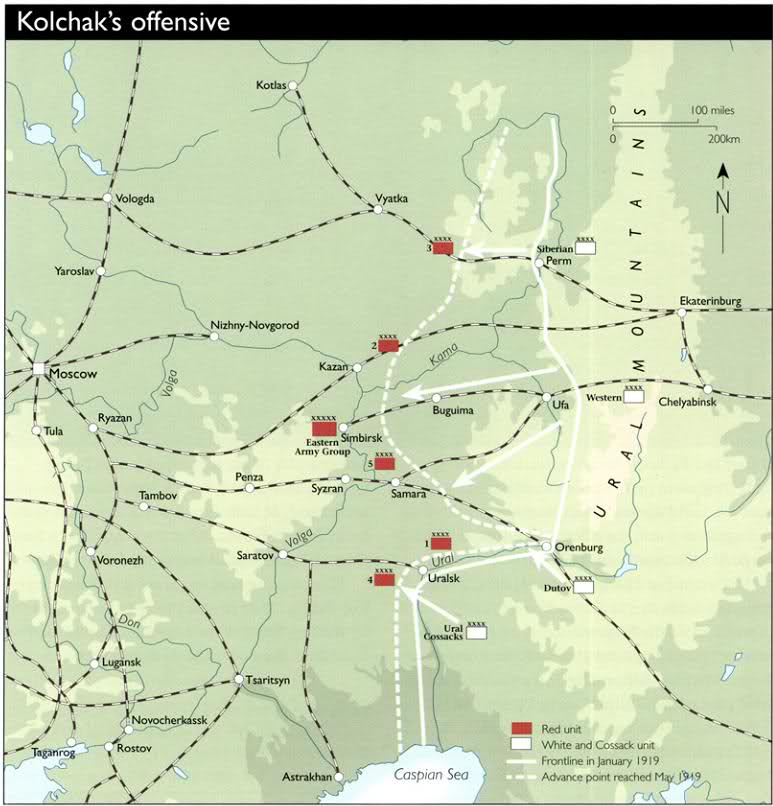 Kolchak's offensive
Kotlas
0 100 miles
0 200km
N
URAL MOUNTAINS
Vologda
Vyatka
xxxx
3
xxxx
Siberian
Perm
Yaroslav
Ekaterinburg
Nizhny-Novgorod
xxxx
2
Kama
Kazan
Moscow
Volga
Buguima
Ufa
xxxx
Western
Chelyabinsk
Ryazan
Tula
xxxxx
Eastern
Army Group
Simbirsk
xxxx
5
Penza
Syzran
Samara
Tambov
Volga
xxxx
1
Orenburg
Voronezh
Saratov
Ural
xxxx
4
Uralsk
xxxx
Dutov
Don
xxxx
Ural
Cossacks
Lugansk
Tsaritsyn
Novocherkassk
Taganrog
Rostov
Astrakhan
Caspian Sea
Red unit
White and Cossack unit
Frontline in January 1919
Advance point reached May 1919